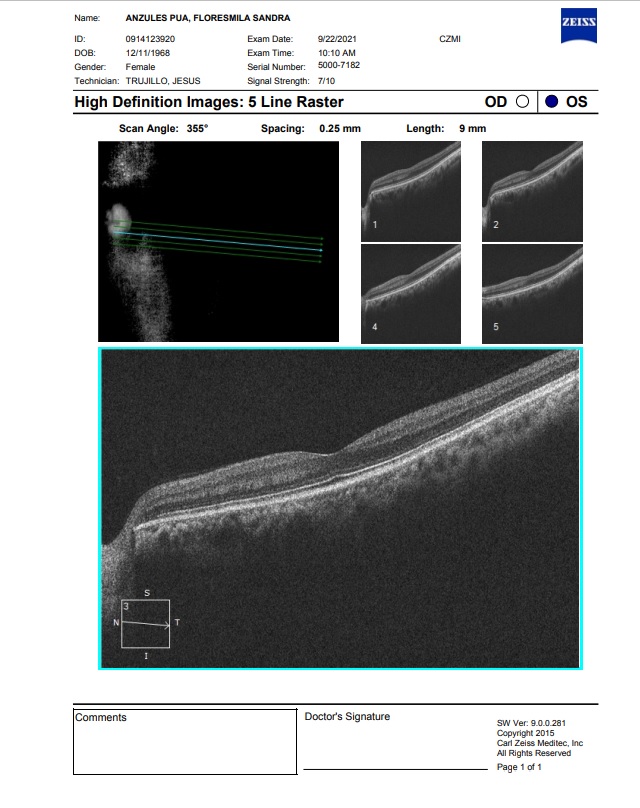 Name: ANZULES PUA, FLORESMILA SANDRA
ZEISS
ID: 0914123920 Exam Date: 9/22/2021 CZMI
DOB: 12/11/1968 Exam Time: 10:10 AM
Gender: Female Serial Number: 5000-7182
Technician: TRUJILLO, JESUS Signal Strength: 7/10
High Definition Images: 5 Line Raster OD OS
Scan Angle: 355° Spacing: 0.25 mm Length: 9 mm
1 2
4 5
S
3
N T
I
Comments Doctor's Signature
SW Ver: 9.0.0.281
Copyright 2015
Carl Zeiss Meditec, Inc
All Rights Reserved
Page 1 of 1